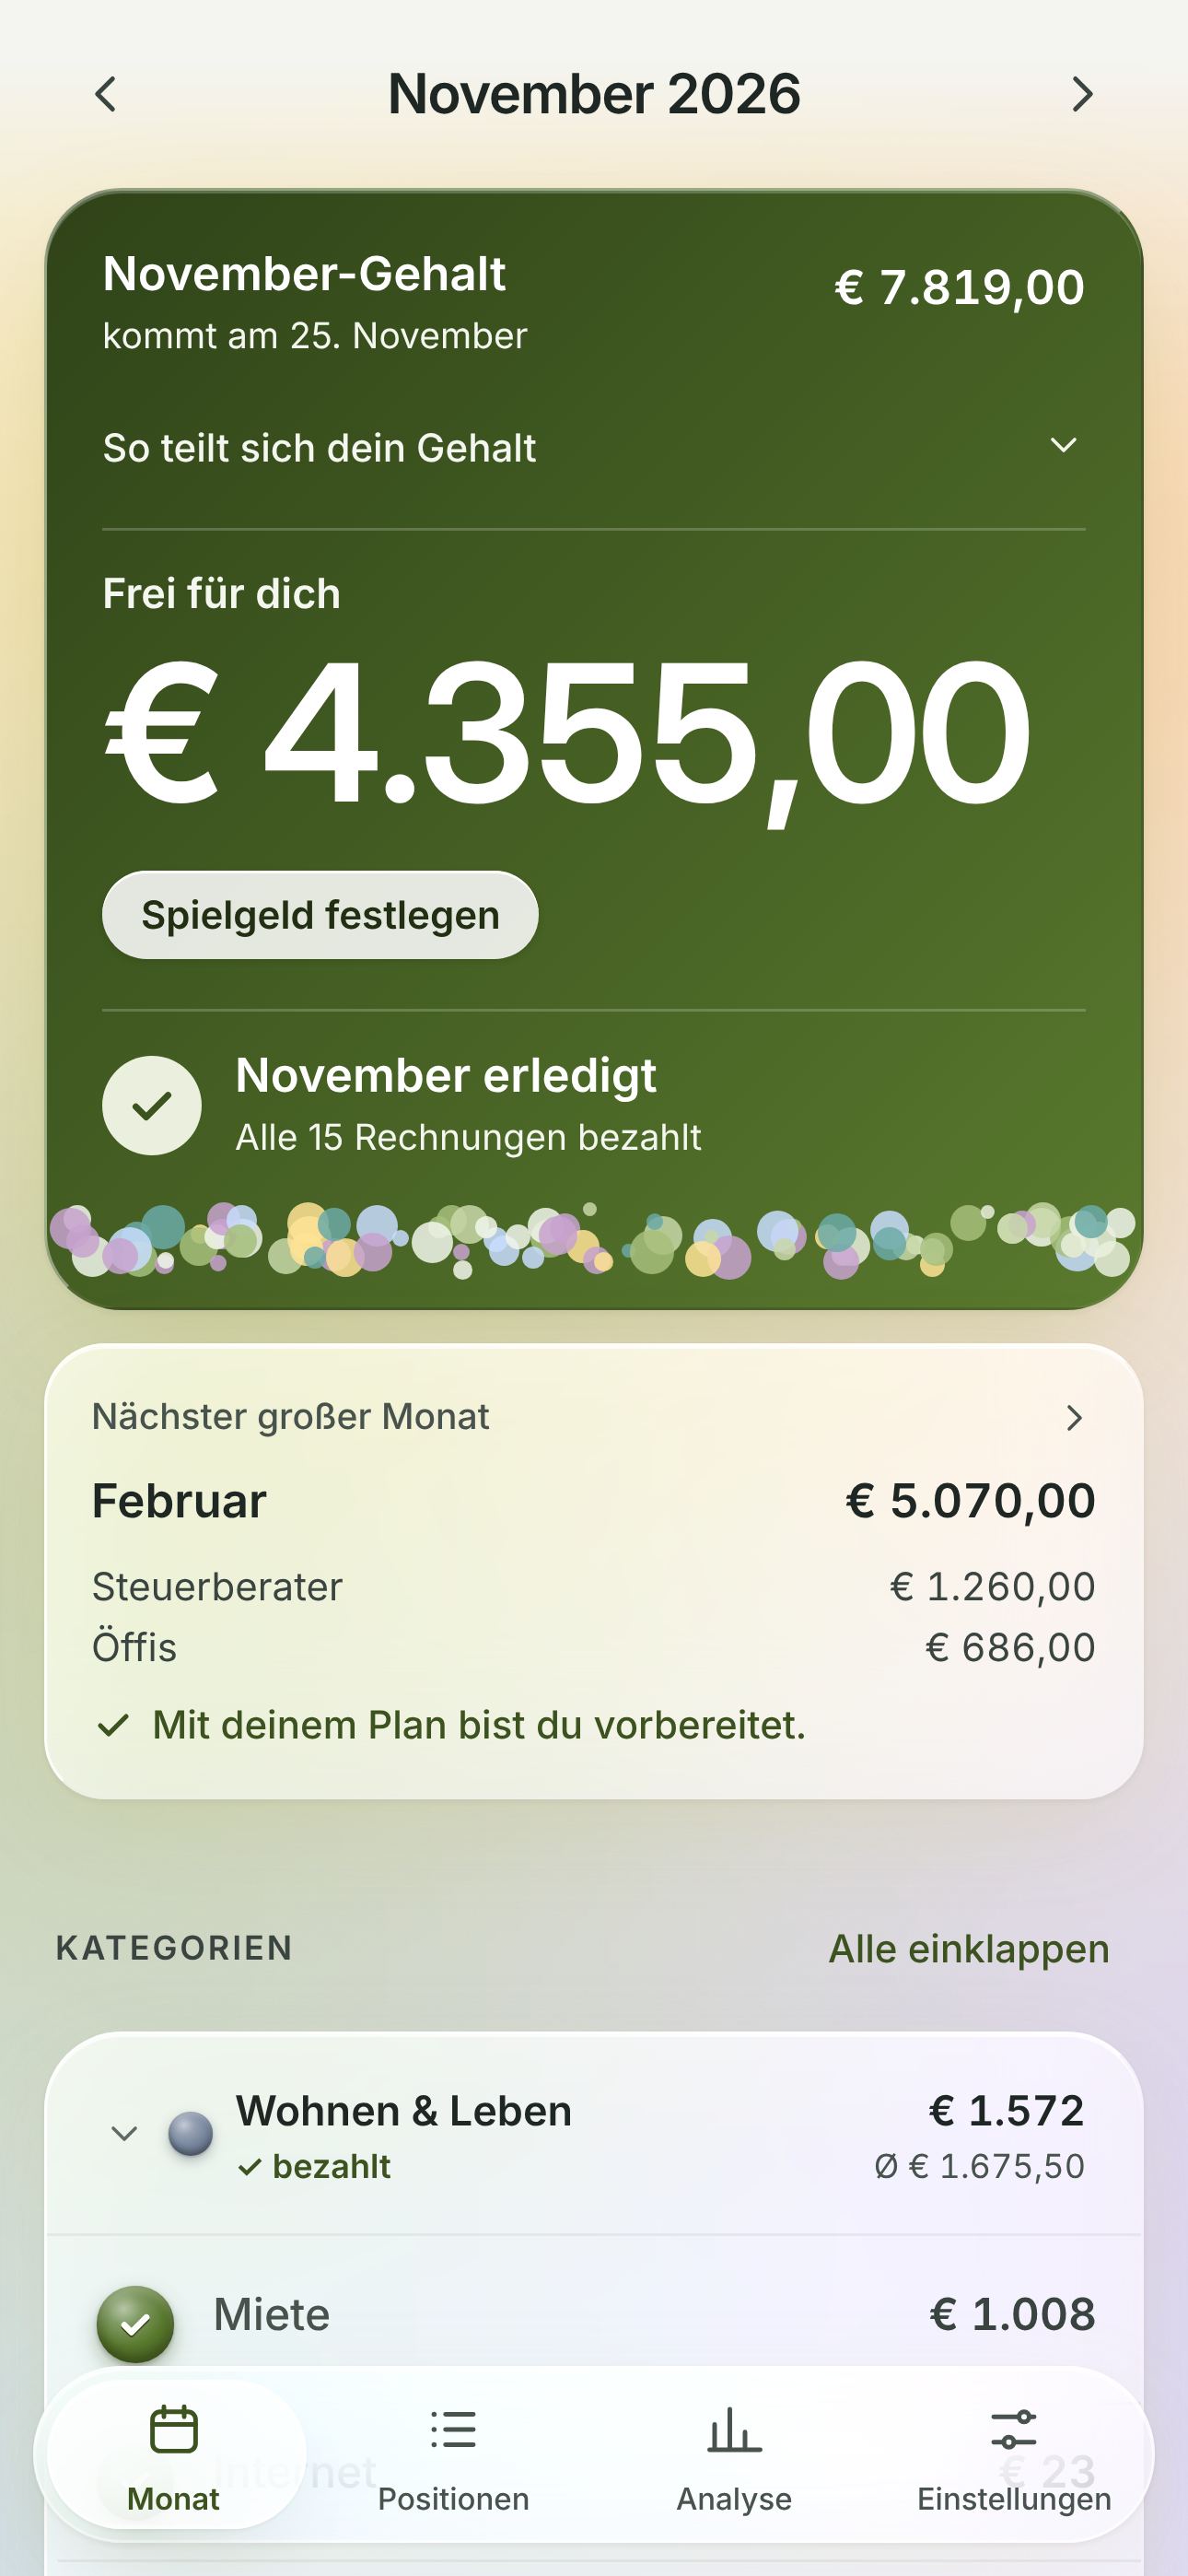 November 2026
November-Gehalt
€ 7.819,00
kommt am 25. November
So teilt sich dein Gehalt
Frei für dich
€ 4.355,00
Spielgeld festlegen
November erledigt
Alle 15 Rechnungen bezahlt
Nächster großer Monat
Februar
€ 5.070,00
Steuerberater
€ 1.260,00
Öffis
€ 686,00
Mit deinem Plan bist du vorbereitet.
KATEGORIEN
Alle einklappen
Wohnen & Leben
€ 1.572
bezahlt
Ø € 1.675,50
Miete
€ 1.008
Internet
€ 23
Monat
Positionen
Analyse
Einstellungen